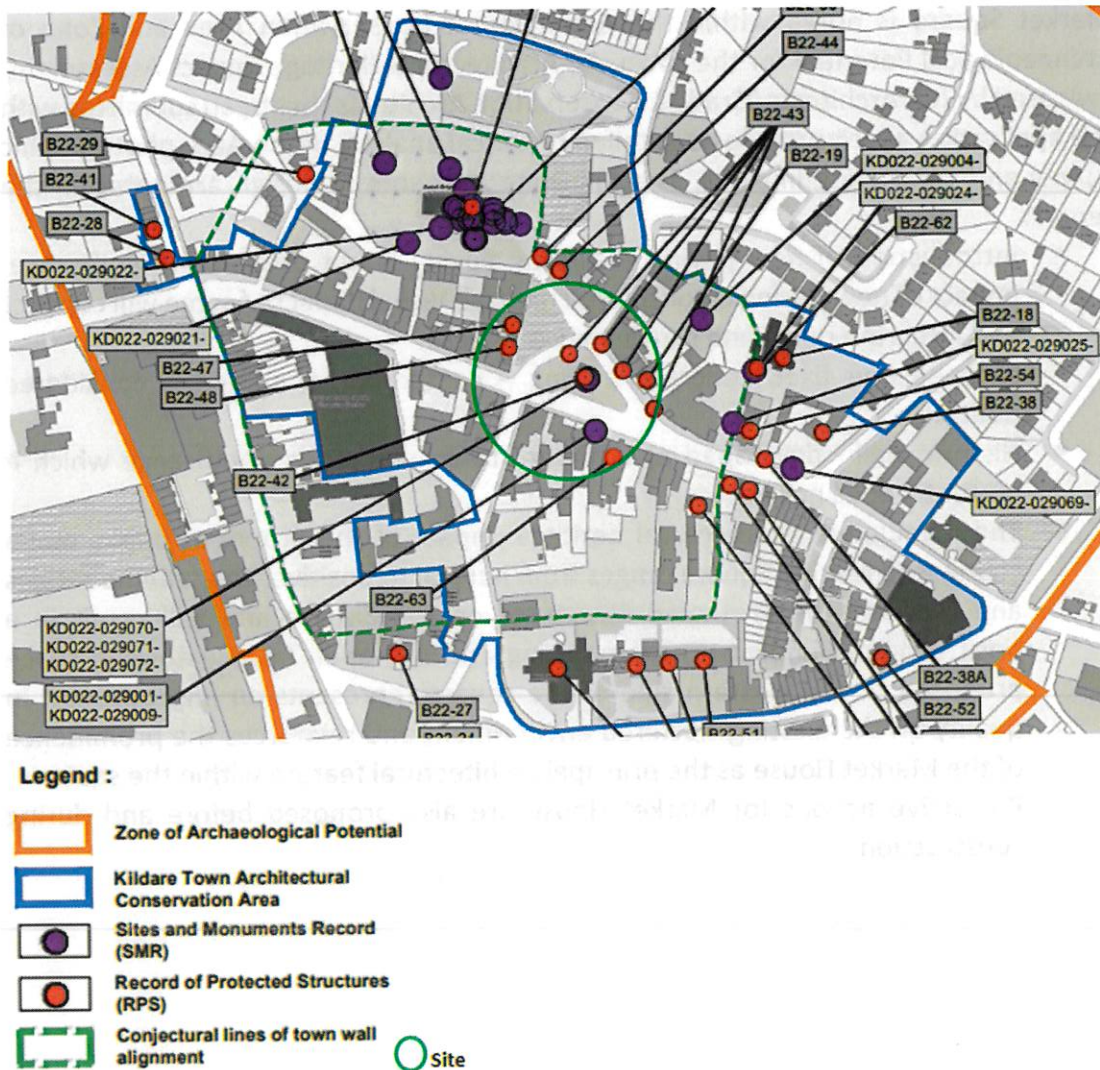 B22-44
B22-43
B22-29
B22-19
KD022-029004-
B22-41
KD022-029024-
B22-28
B22-62
KD022-029022-
B22-18
KD022-029021-
KD022-029025-
B22-47
B22-54
B22-48
B22-38
B22-42
KD022-029069-
B22-63
KD022-029070-
KD022-029071-
KD022-029072-
B22-38A
KD022-029001-
KD022-029009-
B22-52
B22-27
B22-51
Legend :
Zone of Archaeological Potential
Kildare Town Architectural
Conservation Area
Sites and Monuments Record
(SMR)
Record of Protected Structures
(RPS)
Conjectural lines of town wall
alignment
Site